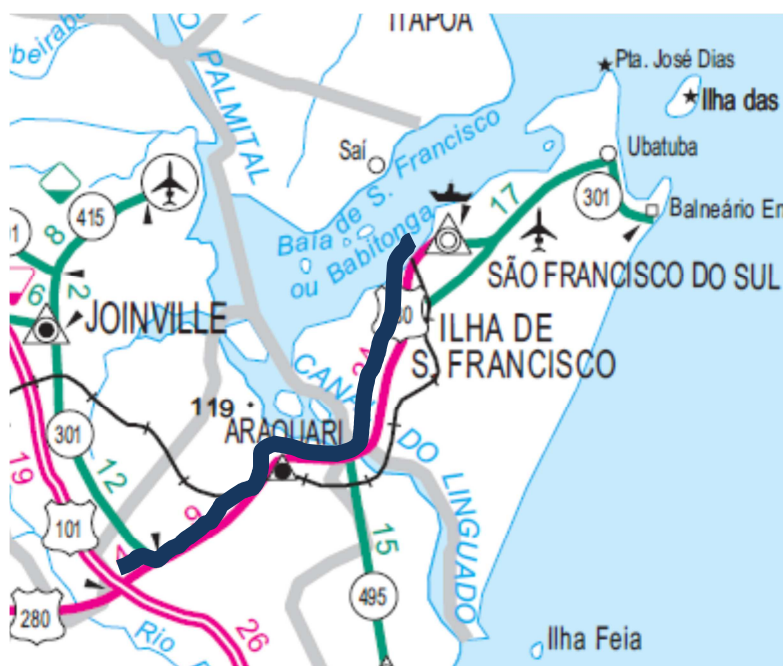 ITAPOÁ
PALMITAL
Pta. José Dias
Ilha das
Saí
Baía de S. Francisco
ou Babitonga
Ubatuba
17
301
Balneário En
415
8
2
9
JOINVILLE
SÃO FRANCISCO DO SUL
ILHA DE
S. FRANCISCO
CANAL DO LINGUADO
119
ARAQUARI
301
12
19
101
9
15
280
26
495
Rio
Ilha Feia